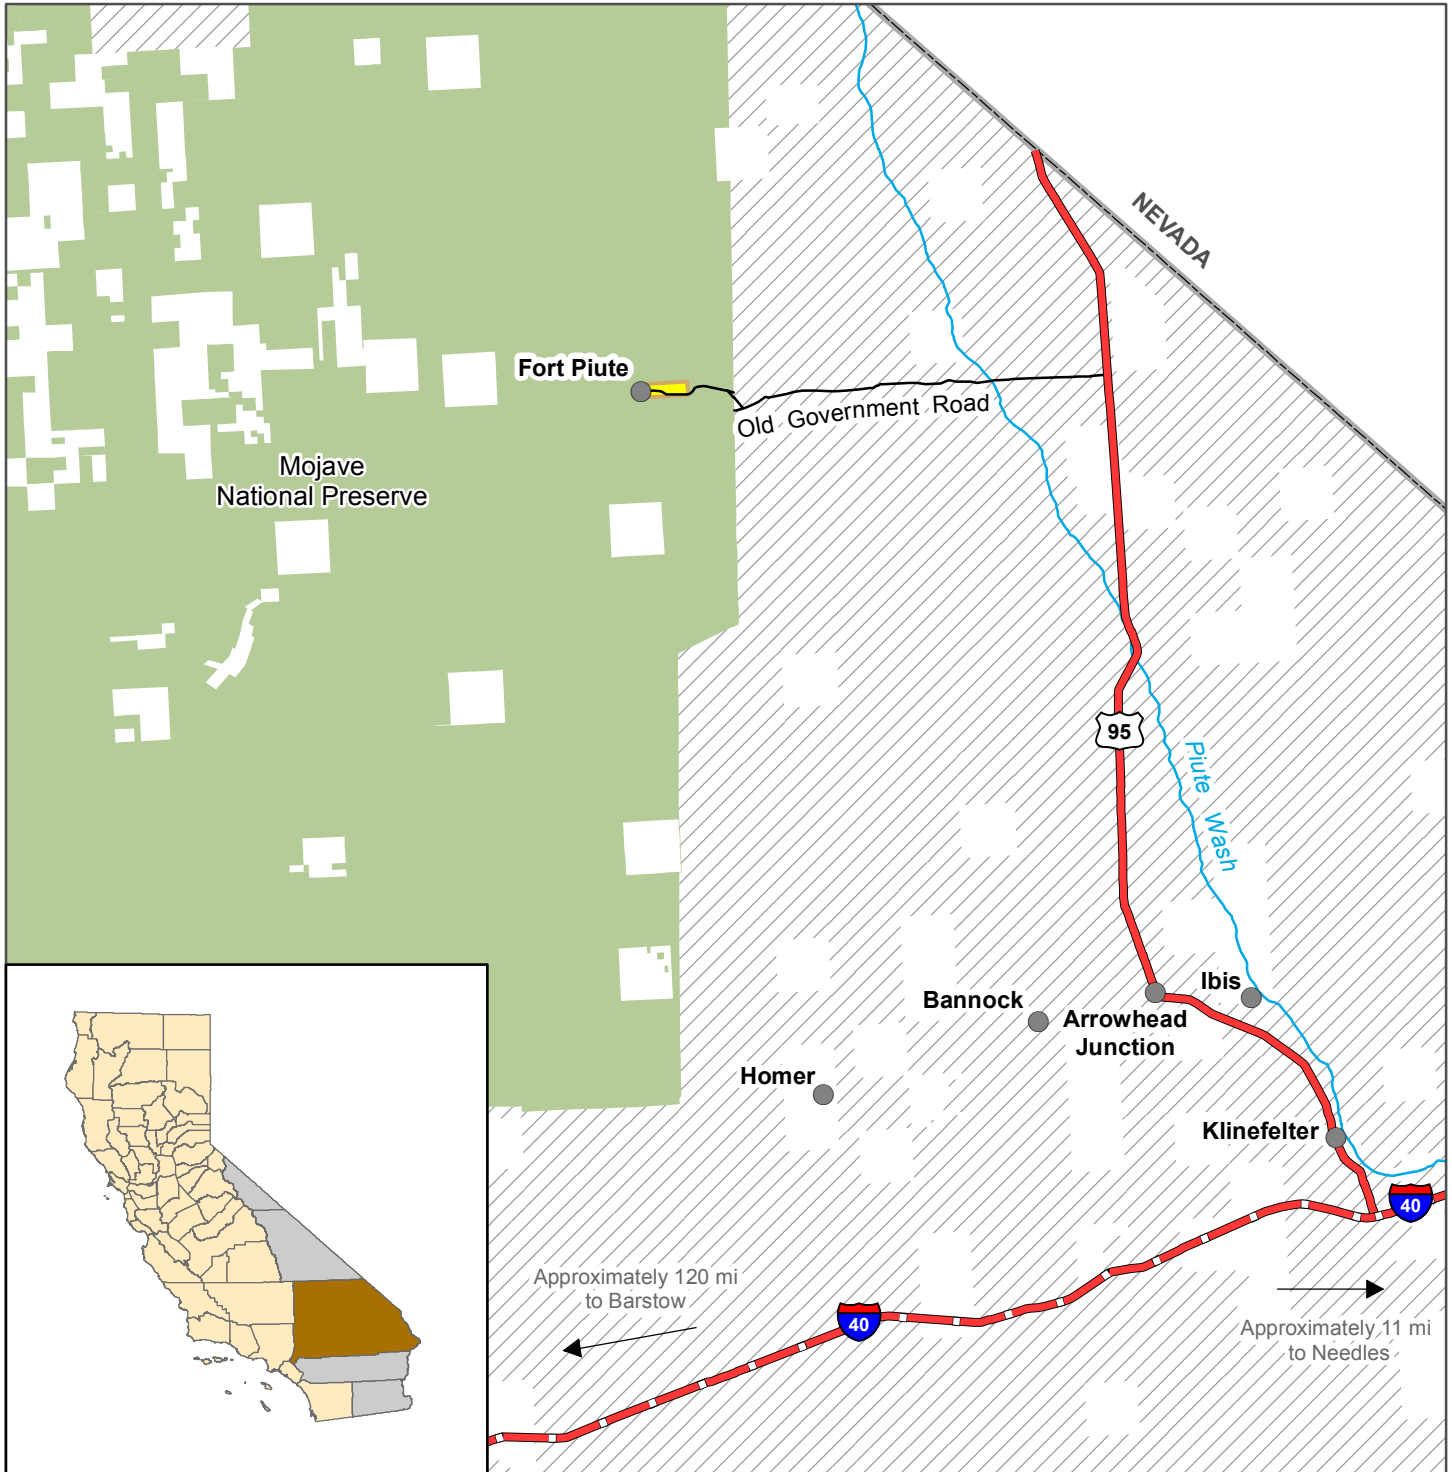 NEVADA
Fort Piute
Old Government Road
Mojave
National Preserve
95
Piute Wash
Ibis
Bannock
Arrowhead
Junction
Homer
Klinefelter
40
Approximately 120 mi
to Barstow
40
Approximately 11 mi
to Needles